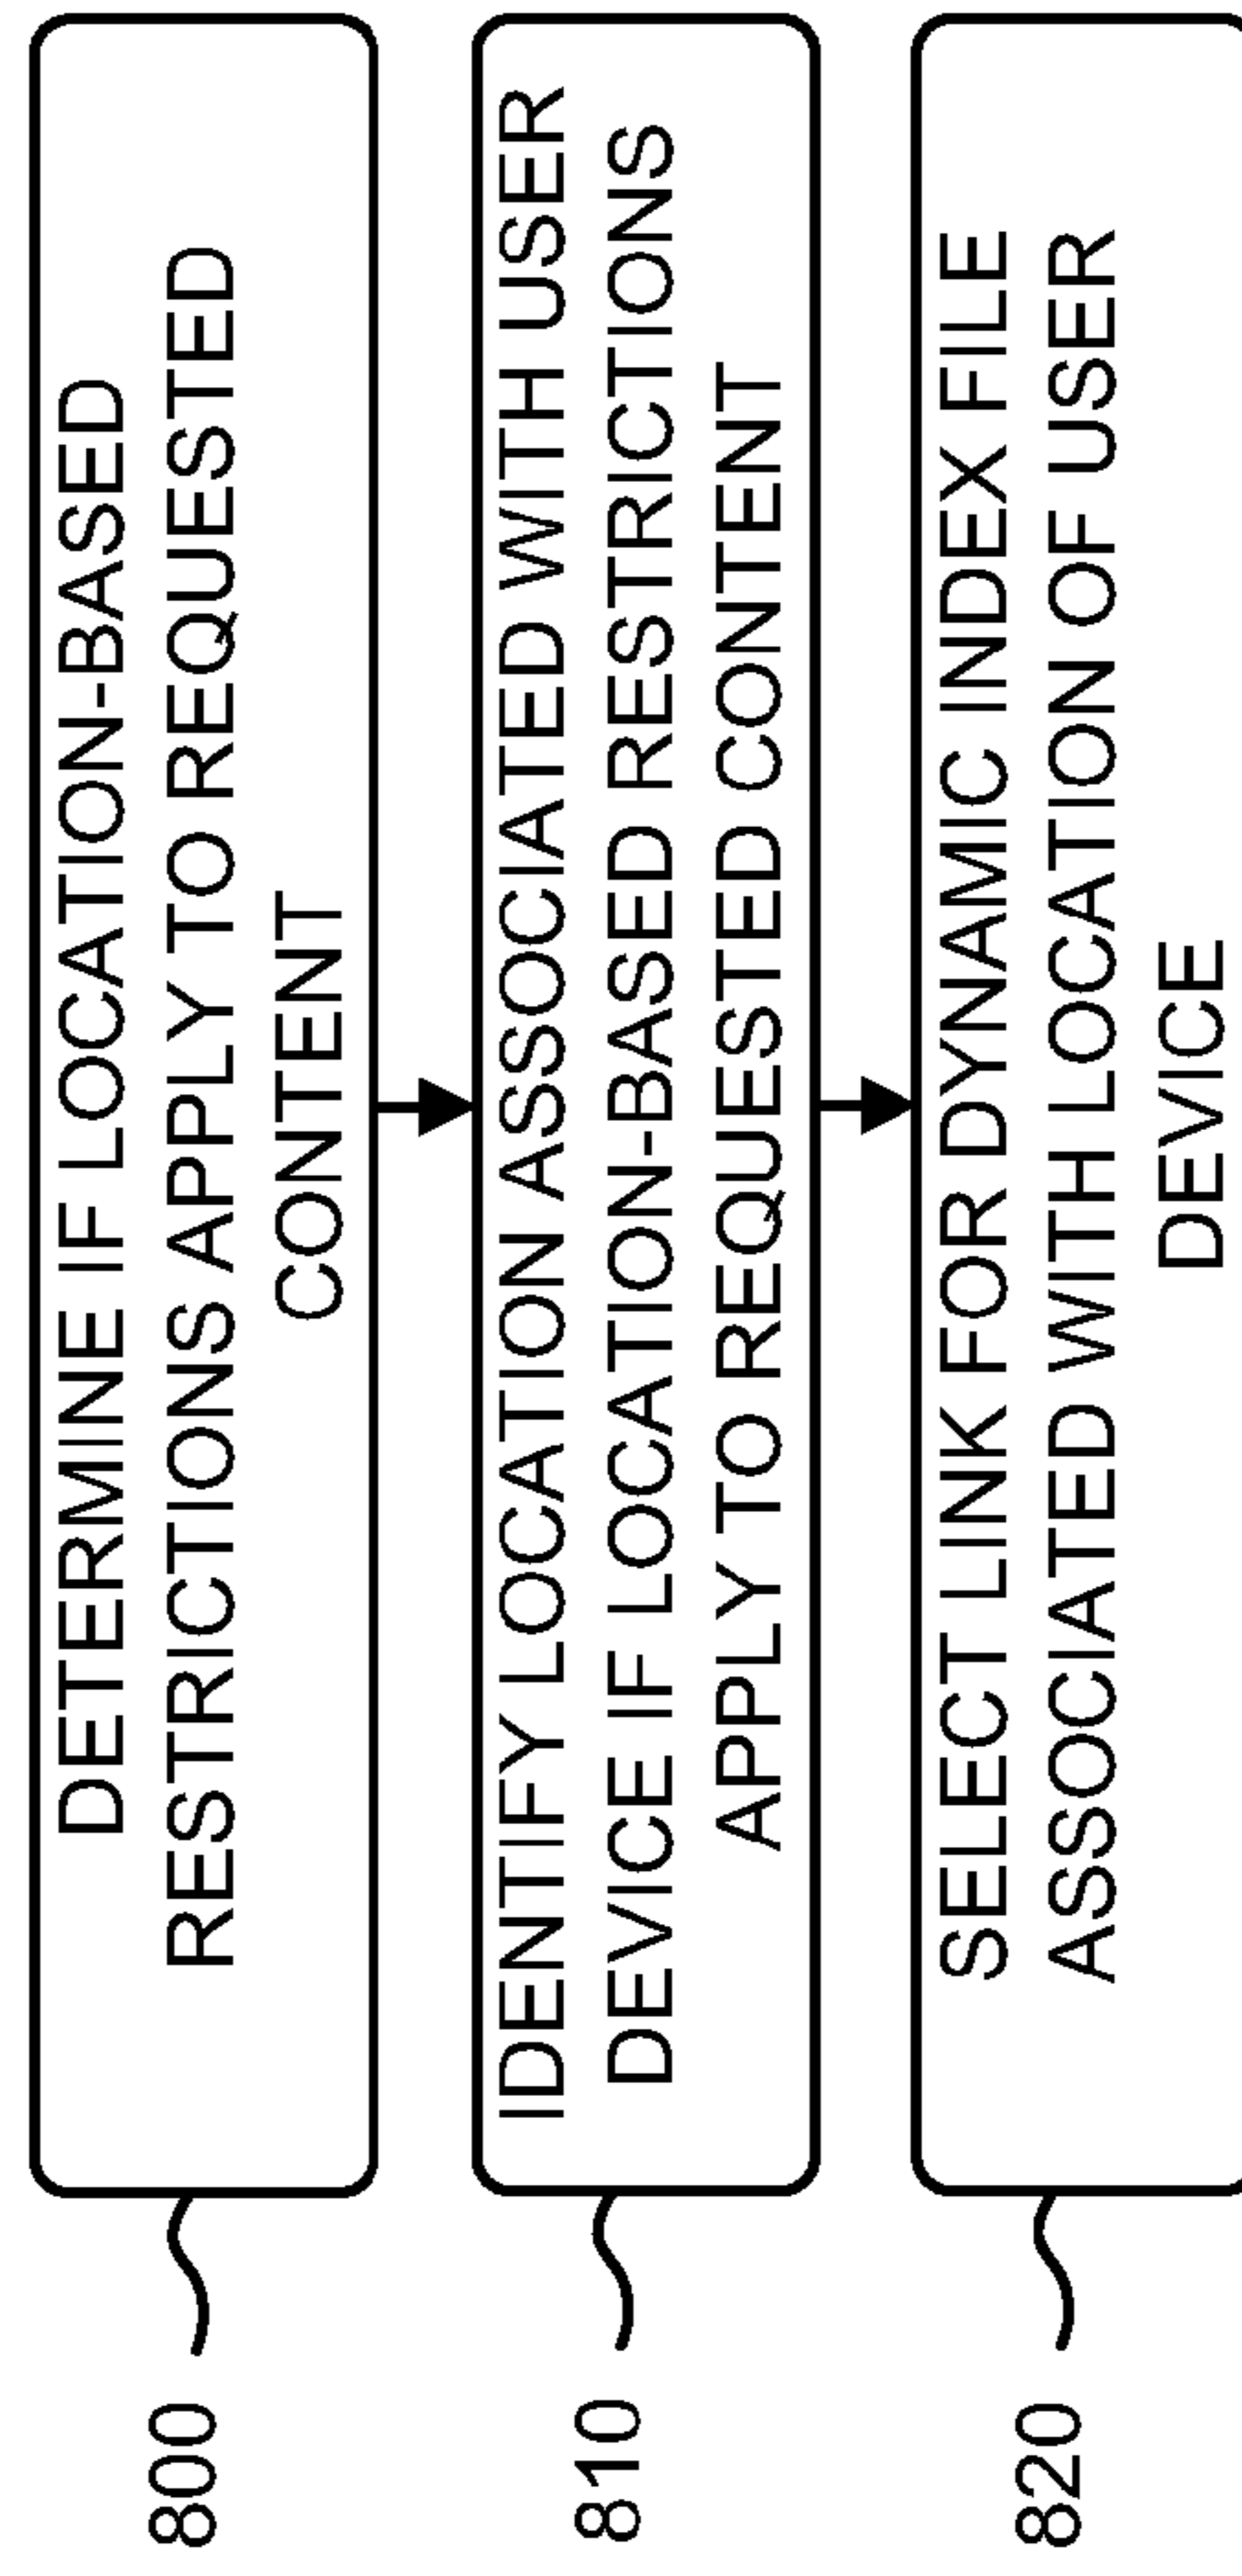 800
DETERMINE IF LOCATION-BASED
RESTRICTIONS APPLY TO REQUESTED
CONTENT
810
IDENTIFY LOCATION ASSOCIATED WITH USER
DEVICE IF LOCATION-BASED RESTRICTIONS
APPLY TO REQUESTED CONTENT
820
SELECT LINK FOR DYNAMIC INDEX FILE
ASSOCIATED WITH LOCATION OF USER
DEVICE